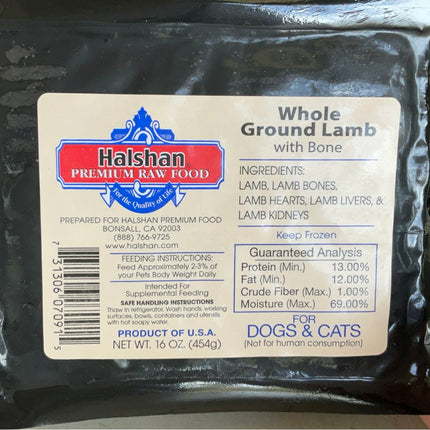 Halshan
PREMIUM RAW FOOD
For the Quality of Life
PREPARED FOR HALSHAN PREMIUM FOOD
BONSALL, CA 92003
(888) 766-9725
www.halshan.com
FEEDING INSTRUCTIONS:
Feed Approximately 2-3% of
your Pets Body Weight Daily
Intended For
Supplemental Feeding
SAFE HANDLING INSTRUCTIONS
Thaw in refrigerator. Wash hands, working
surfaces, bowls, containers and utensils
with hot soapy water.
PRODUCT OF U.S.A.
NET WT. 16 OZ. (454g)
7 31306 07091 5
Whole
Ground Lamb
with Bone
INGREDIENTS:
LAMB, LAMB BONES,
LAMB HEARTS, LAMB LIVERS, &
LAMB KIDNEYS
Keep Frozen
Guaranteed Analysis
Protein (Min.) 13.00%
Fat (Min.) 12.00%
Crude Fiber (Max.) 1.00%
Moisture (Max.) 69.00%
FOR
DOGS & CATS
(Not for human consumption)